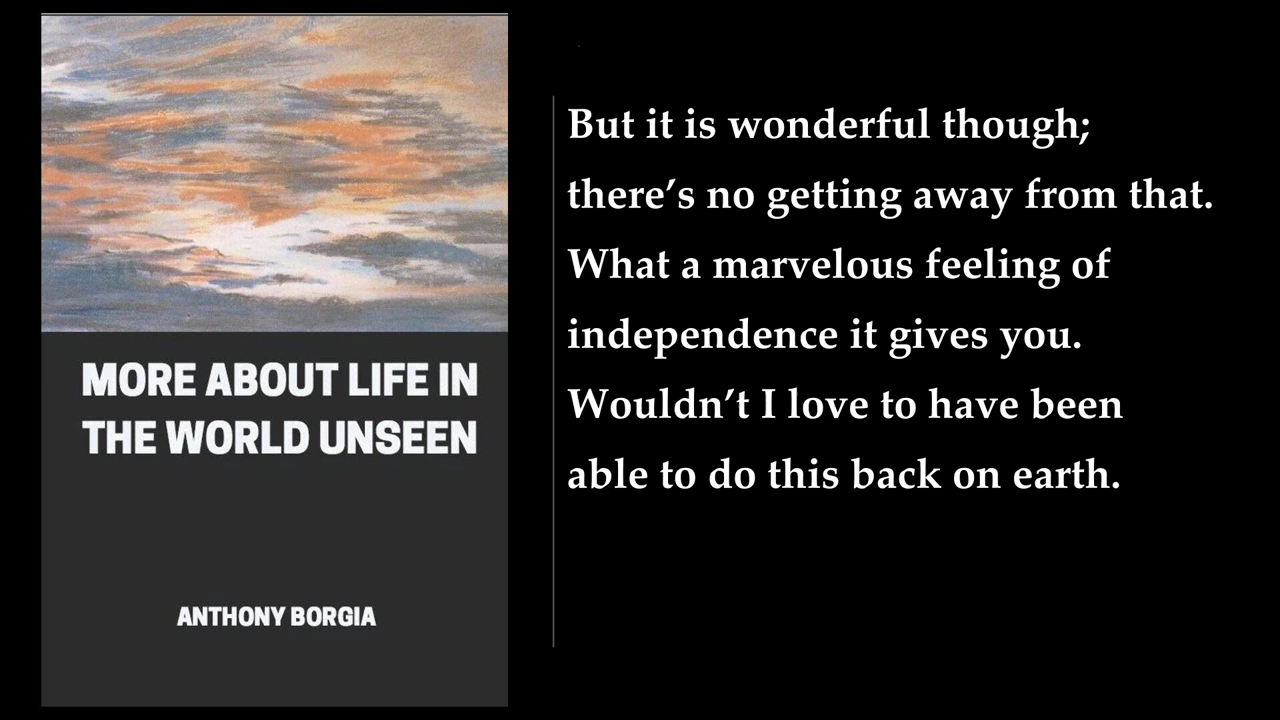 MORE ABOUT LIFE IN
THE WORLD UNSEEN
ANTHONY BORGIA
But it is wonderful though;
there’s no getting away from that.
What a marvelous feeling of
independence it gives you.
Wouldn’t I love to have been
able to do this back on earth.